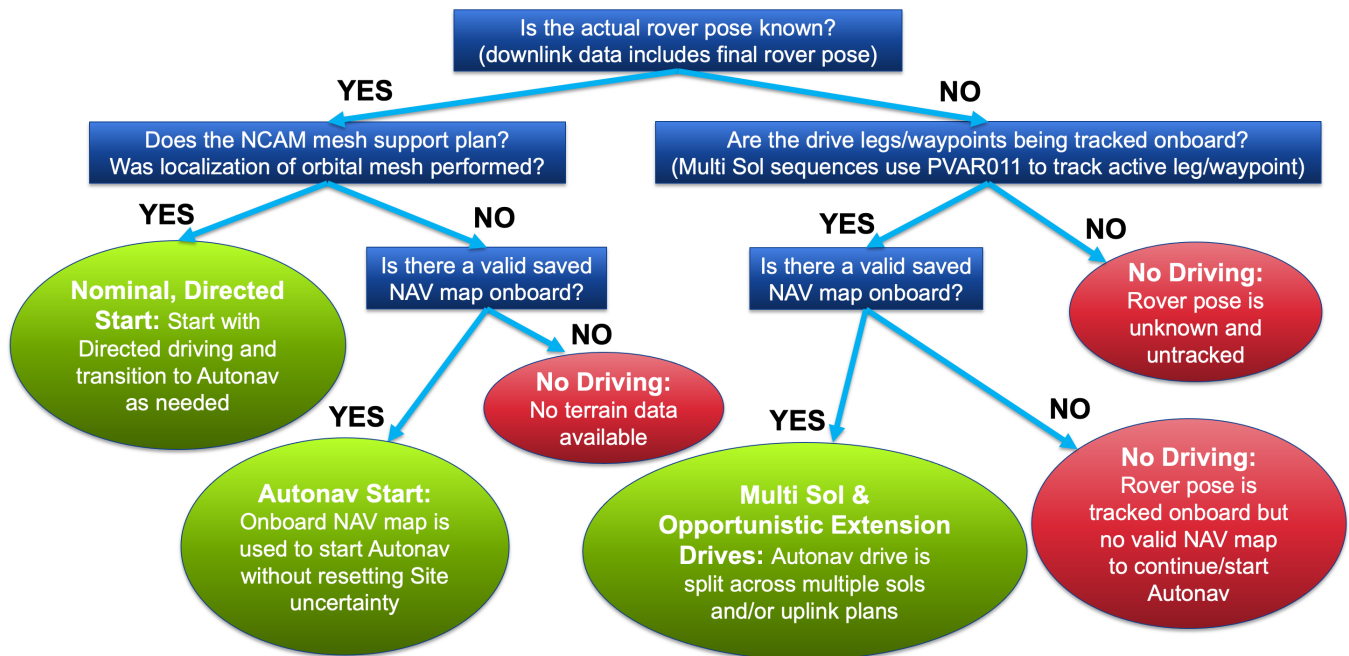 Is the actual rover pose known?
(downlink data includes final rover pose)
YES
NO
Does the NCAM mesh support plan?
Was localization of orbital mesh performed?
Are the drive legs/waypoints being tracked onboard?
(Multi Sol sequences use PVAR011 to track active leg/waypoint)
YES
NO
YES
NO
Nominal, Directed
Start: Start with
Directed driving and
transition to Autonav
as needed
Is there a valid saved
NAV map onboard?
Is there a valid saved
NAV map onboard?
No Driving:
Rover pose is
unknown and
untracked
YES
NO
No Driving:
No terrain data
available
YES
NO
Autonav Start:
Onboard NAV map is
used to start Autonav
without resetting Site
uncertainty
Multi Sol &
Opportunistic Extension
Drives: Autonav drive is
split across multiple sols
and/or uplink plans
No Driving:
Rover pose is
tracked onboard but
no valid NAV map
to continue/start
Autonav